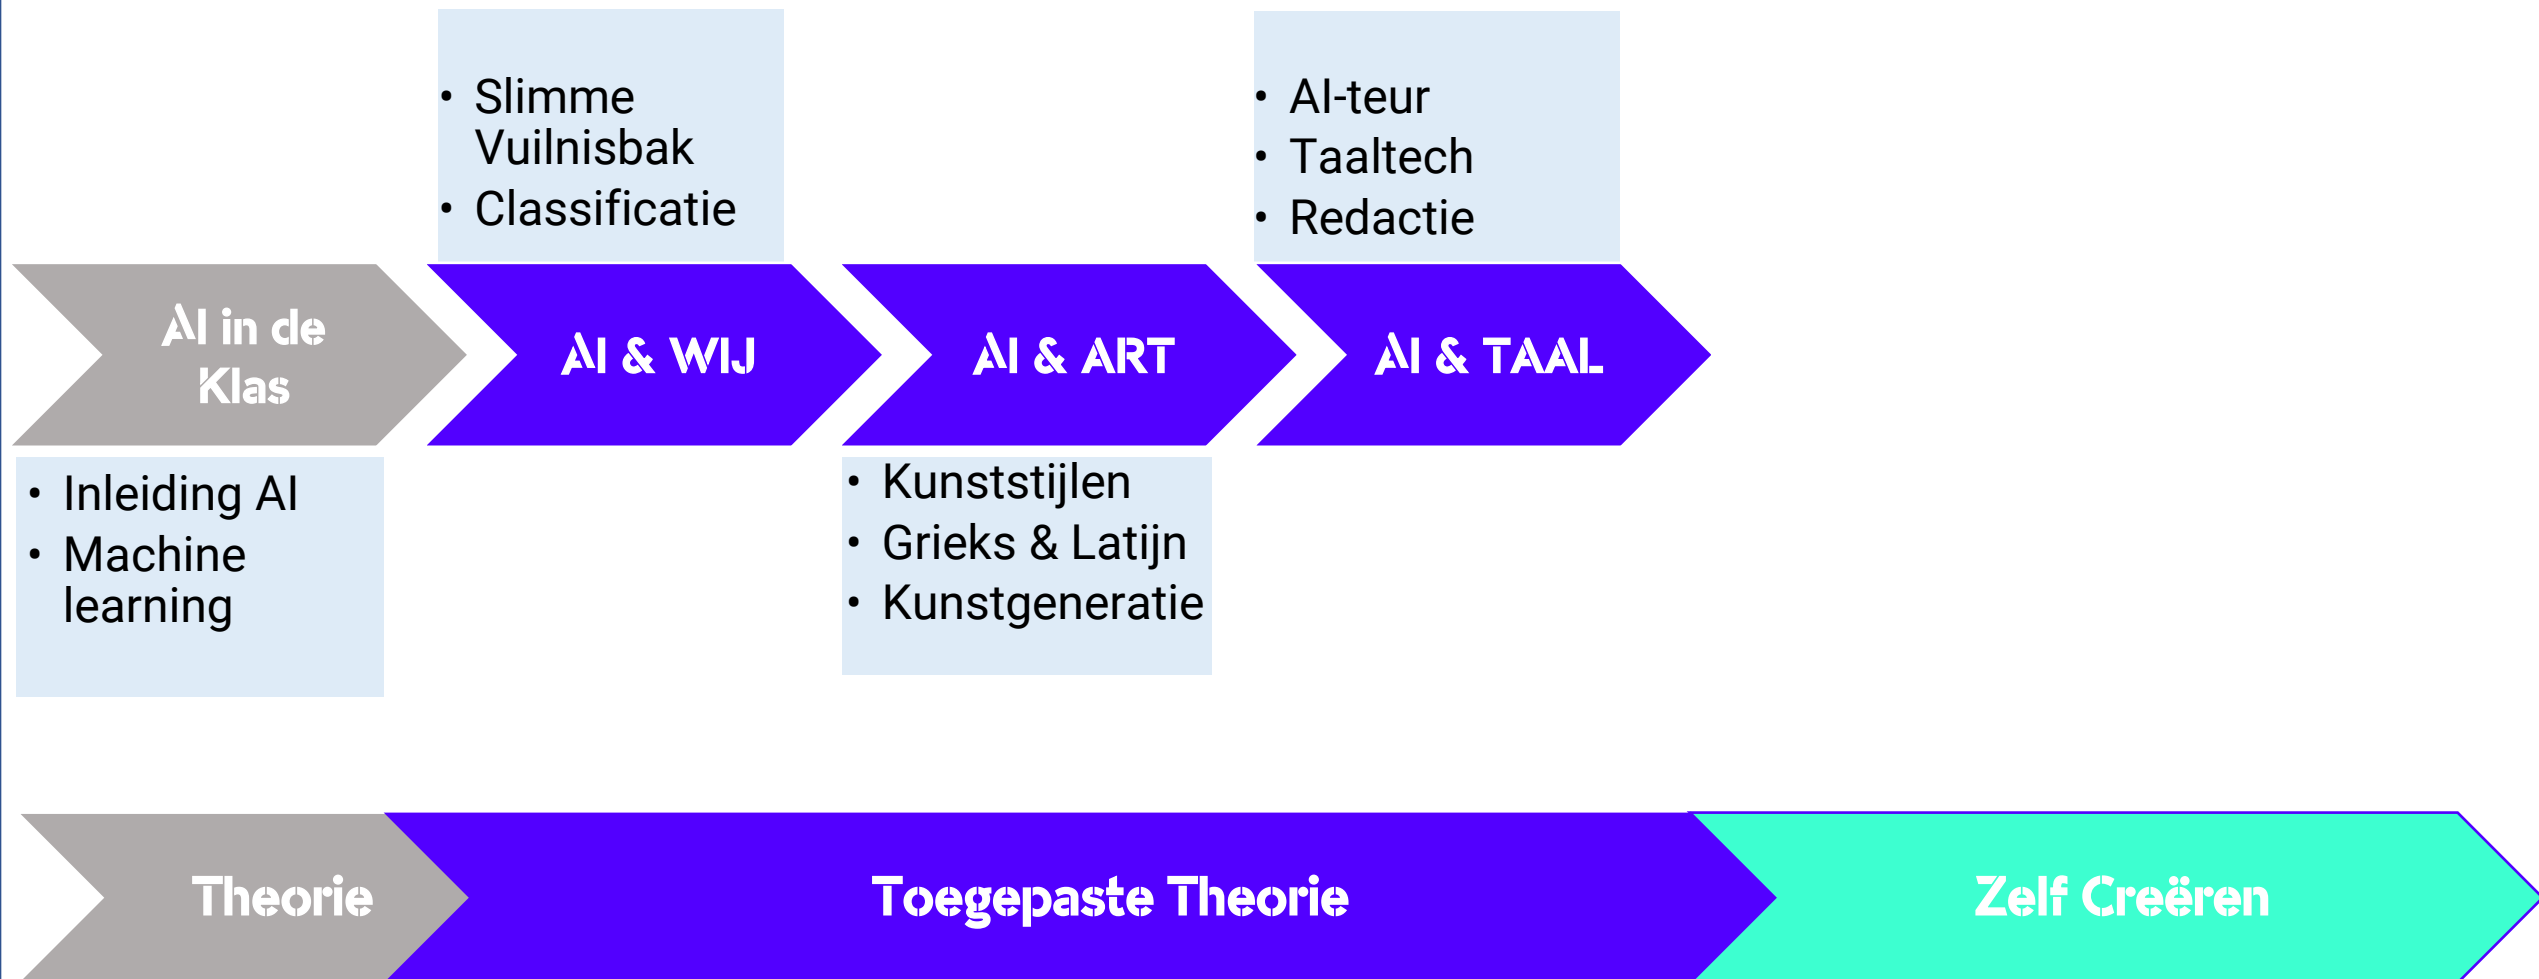 Slimme
Vuilnisbak
Classificatie
AI-teur
Taaltech
Redactie
AI in de
Klas
AI & WIJ
AI & ART
AI & TAAL
Inleiding AI
Machine
learning
Kunststijlen
Grieks & Latijn
Kunstgeneratie
Theorie
Toegepaste Theorie
Zelf Creëren